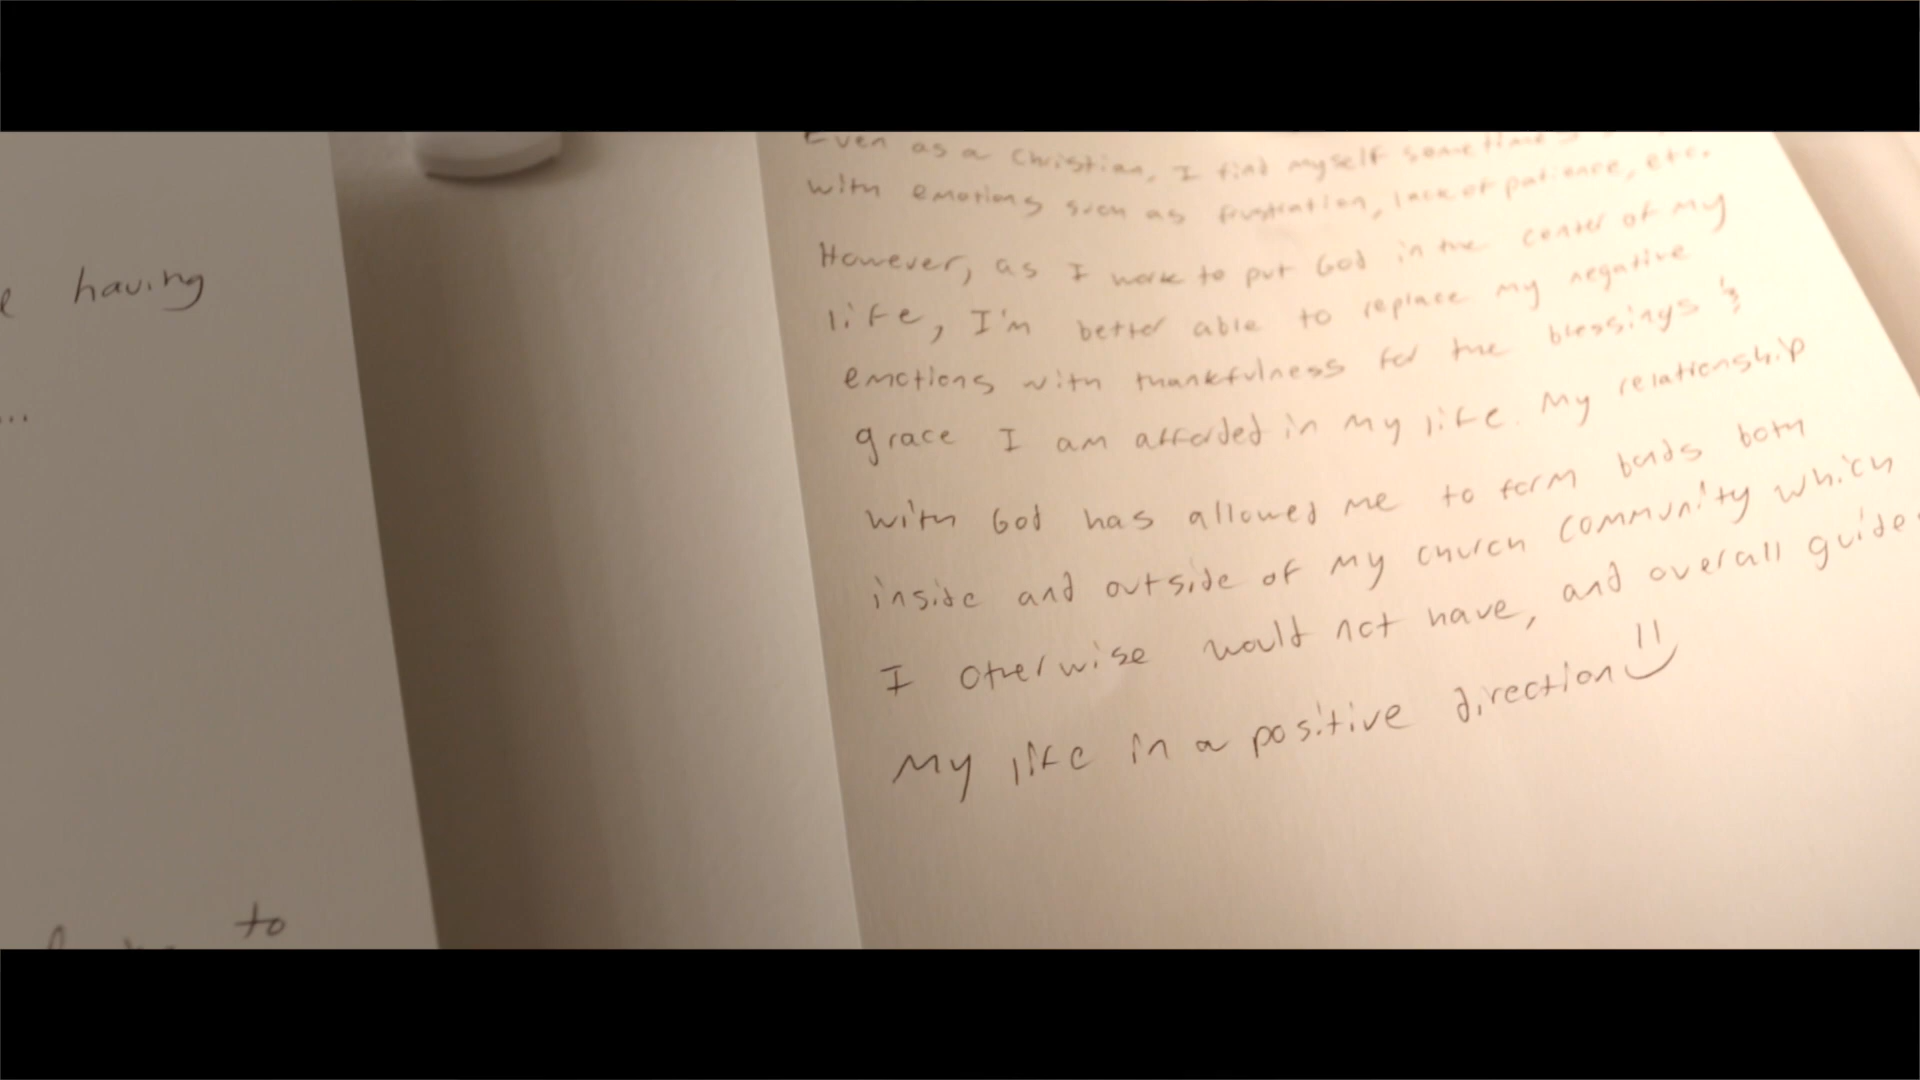 having
...
to
Even as a Christian, I find myself sometimes
with emotions such as frustration, lack of patience, etc.
However, as I work to put God in the center of my
life, I'm better able to replace my negative
emotions with thankfulness for the blessings &
grace I am afforded in my life. My relationship
with God has allowed me to form bonds both
inside and outside of my church community which
I otherwise would not have, and overall guides
my life in a positive direction